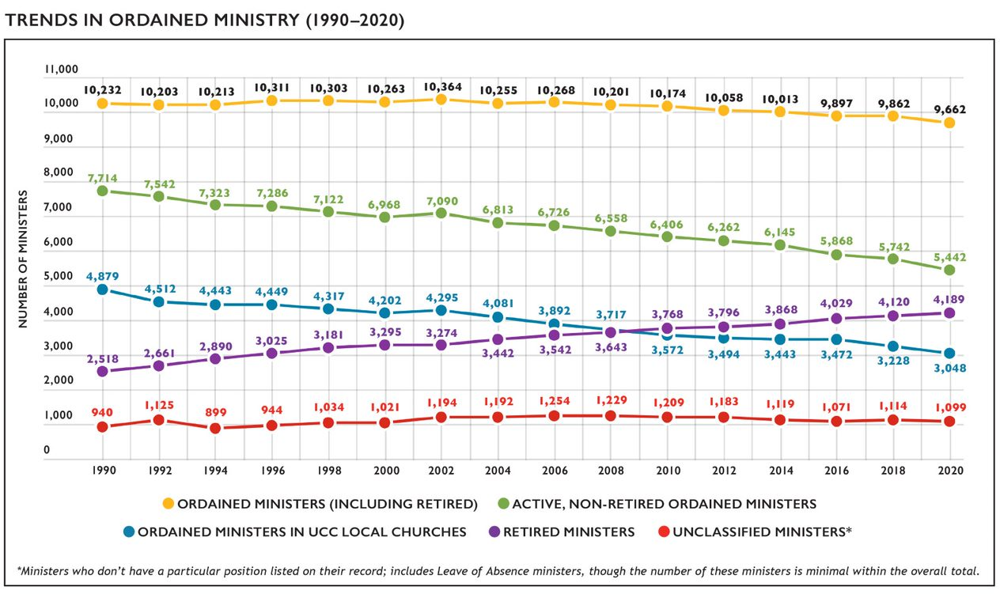 TRENDS IN ORDAINED MINISTRY (1990–2020)
NUMBER OF MINISTERS
11,000
10,232 10,203 10,213 10,311 10,303 10,263 10,364 10,255 10,268 10,201 10,174 10,058 10,013 9,897 9,862 9,662
10,000
9,000
8,000
7,714 7,542 7,323 7,286 7,122 6,968 7,090 6,813 6,726 6,558 6,406 6,262 6,145 5,868 5,742 5,442
7,000
6,000
5,000
4,879 4,512 4,443 4,449 4,317 4,202 4,295 4,081 3,892 3,717 3,572 3,494 3,443 3,472 3,228 3,048
4,000
2,518 2,661 2,890 3,025 3,181 3,295 3,274 3,442 3,542 3,643 3,768 3,796 3,868 4,029 4,120 4,189
3,000
2,000
940 1,125 899 944 1,034 1,021 1,194 1,192 1,254 1,229 1,209 1,183 1,119 1,071 1,114 1,099
1,000
0
1990 1992 1994 1996 1998 2000 2002 2004 2006 2008 2010 2012 2014 2016 2018 2020
ORDAINED MINISTERS (INCLUDING RETIRED) ACTIVE, NON-RETIRED ORDAINED MINISTERS
ORDAINED MINISTERS IN UCC LOCAL CHURCHES RETIRED MINISTERS UNCLASSIFIED MINISTERS*
*Ministers who don't have a particular position listed on their record; includes Leave of Absence ministers, though the number of these ministers is minimal within the overall total.